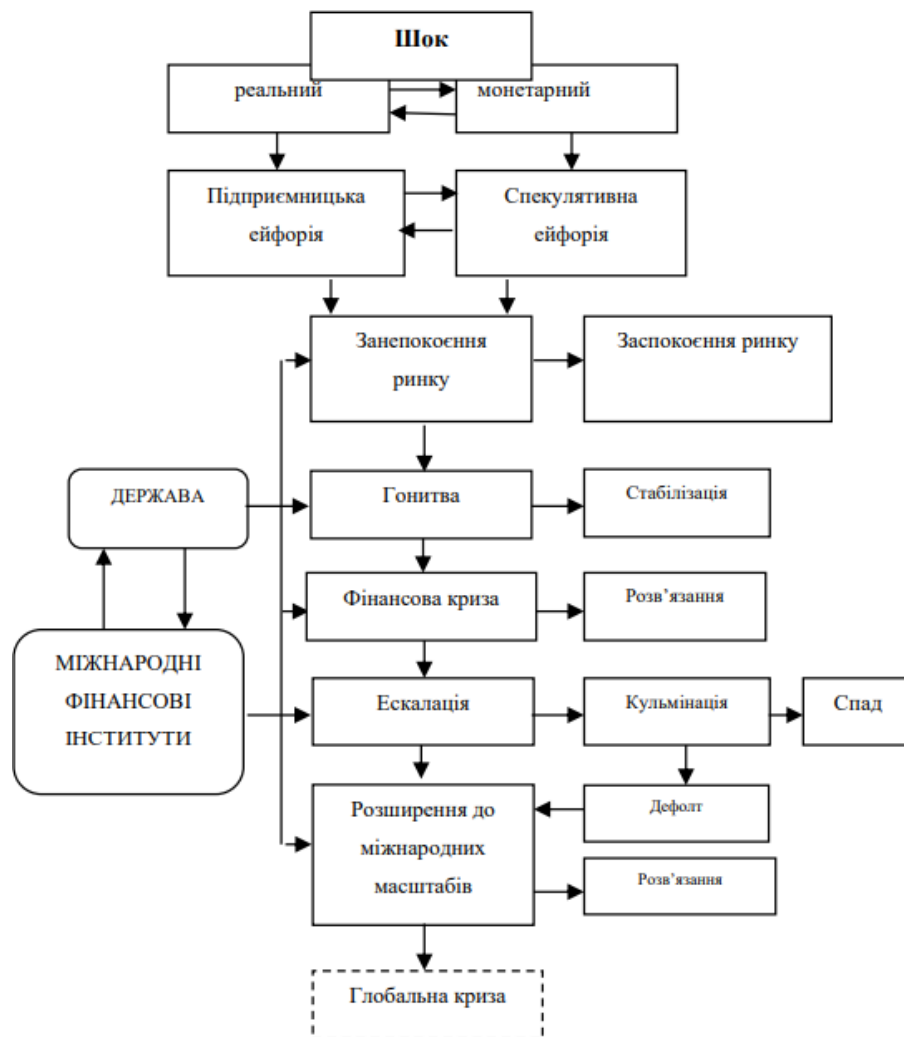 Шок
реальний
монетарний
Підприємницька
ейфорія
Спекулятивна
ейфорія
Занепокоєння
ринку
Заспокоєння ринку
ДЕРЖАВА
Гонитва
Стабілізація
Фінансова криза
Розв’язання
МІЖНАРОДНІ
ФІНАНСОВІ
ІНСТИТУТИ
Ескалація
Кульмінація
Спад
Розширення до
міжнародних
масштабів
Дефолт
Розв’язання
Глобальна криза